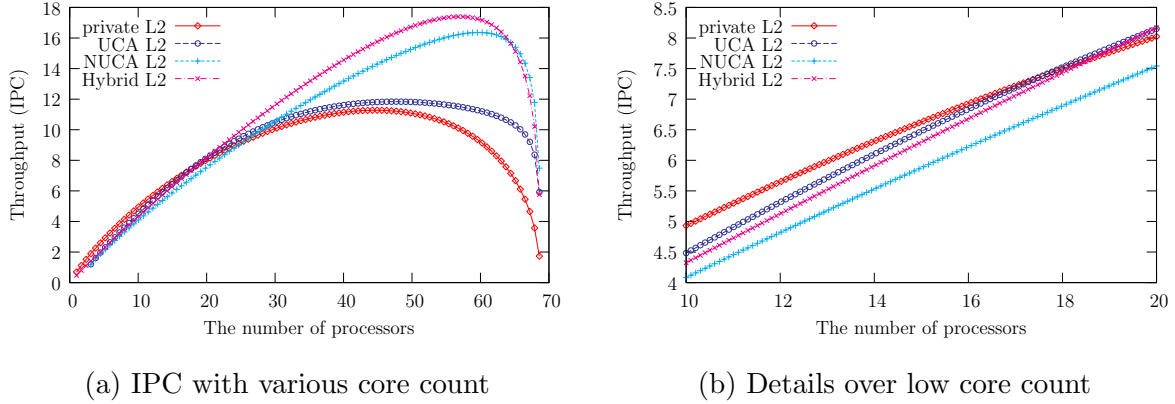 18
16
14
12
10
8
6
4
2
0
Throughput (IPC)
private L2
UCA L2
NUCA L2
Hybrid L2
0 10 20 30 40 50 60 70
The number of processors
(a) IPC with various core count
8.5
8
7.5
7
6.5
6
5.5
5
4.5
4
Throughput (IPC)
private L2
UCA L2
NUCA L2
Hybrid L2
10 12 14 16 18 20
The number of processors
(b) Details over low core count